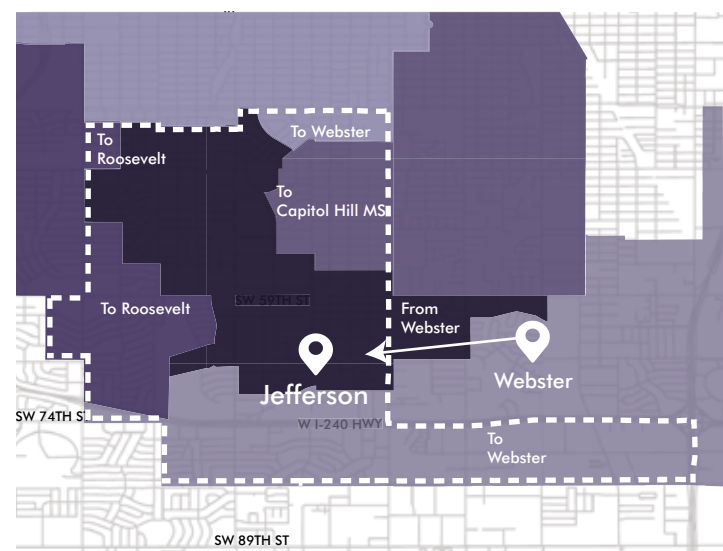 To Webster
To
Roosevelt
To
Capitol Hill MS
SW 59TH ST
To Roosevelt
From
Webster
Webster
Jefferson
SW 74TH ST
W I-240 HWY
To
Webster
SW 89TH ST